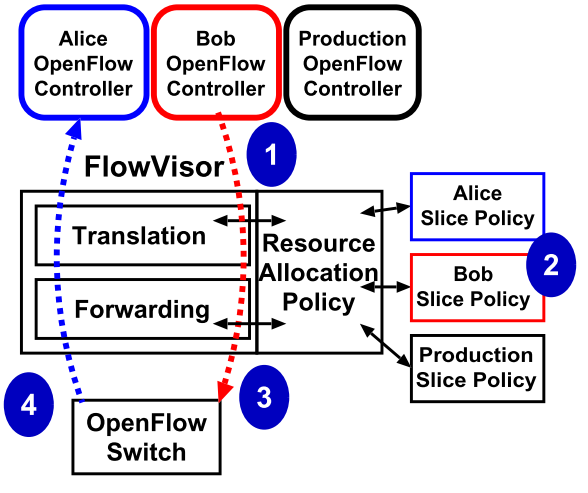 Alice
OpenFlow
Controller
Bob
OpenFlow
Controller
Production
OpenFlow
Controller
1
FlowVisor
Translation
Forwarding
Resource
Allocation
Policy
Alice
Slice Policy
2
Bob
Slice Policy
Production
Slice Policy
4
3
OpenFlow
Switch